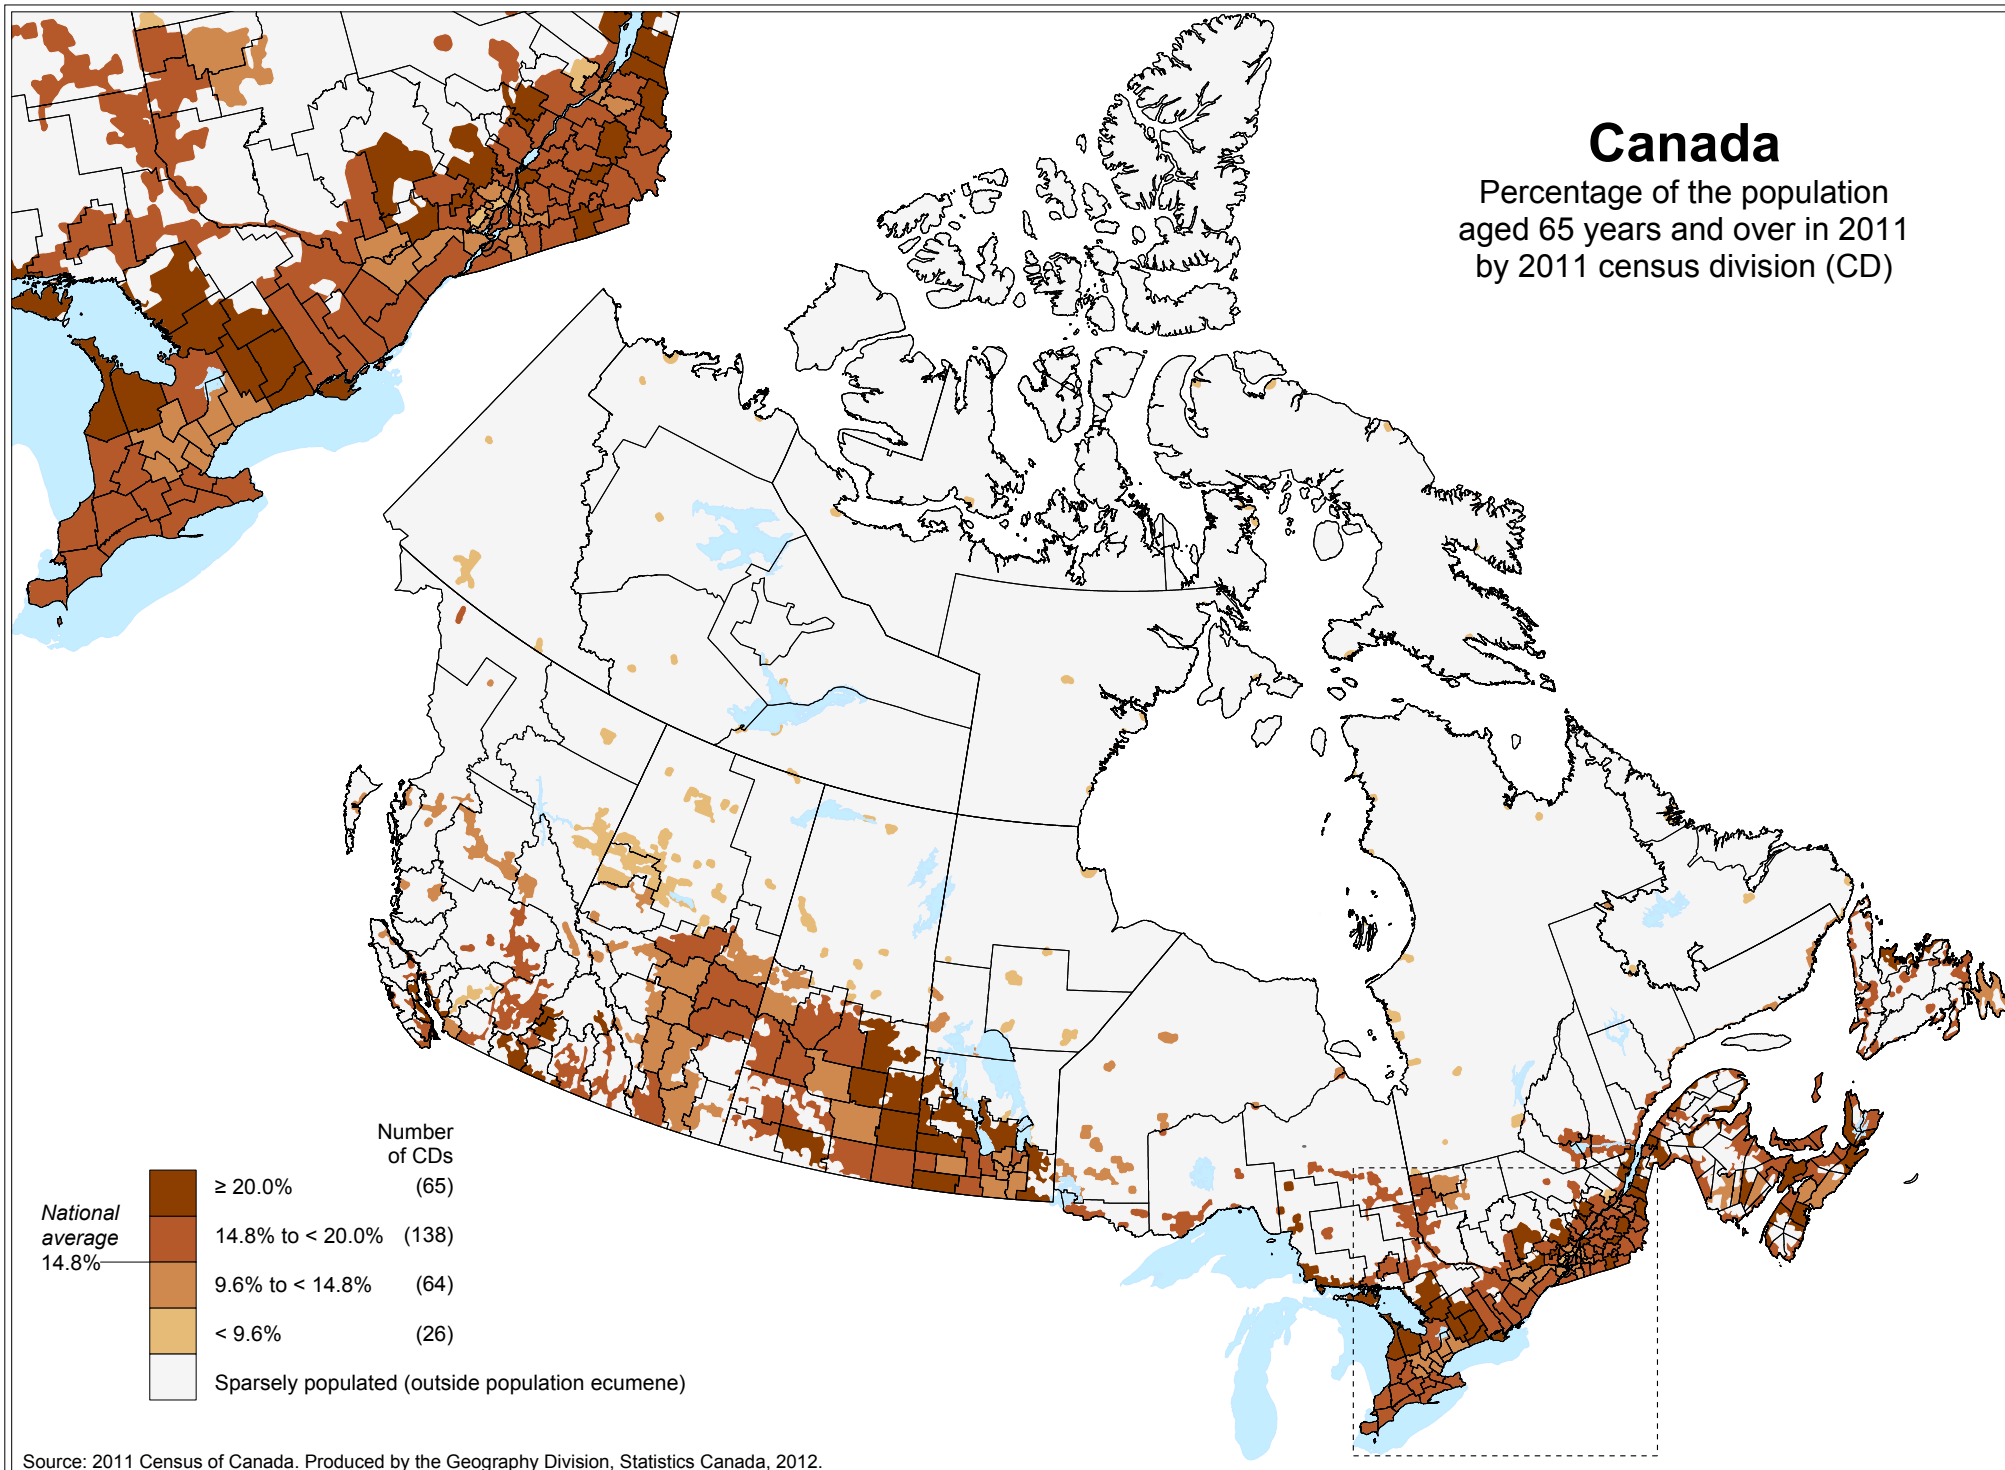 Canada
Percentage of the population
aged 65 years and over in 2011
by 2011 census division (CD)
Number
of CDs
≥ 20.0% (65)
14.8% to < 20.0% (138)
9.6% to < 14.8% (64)
< 9.6% (26)
Sparsely populated (outside population ecumene)
National
average
14.8%
Source: 2011 Census of Canada. Produced by the Geography Division, Statistics Canada, 2012.